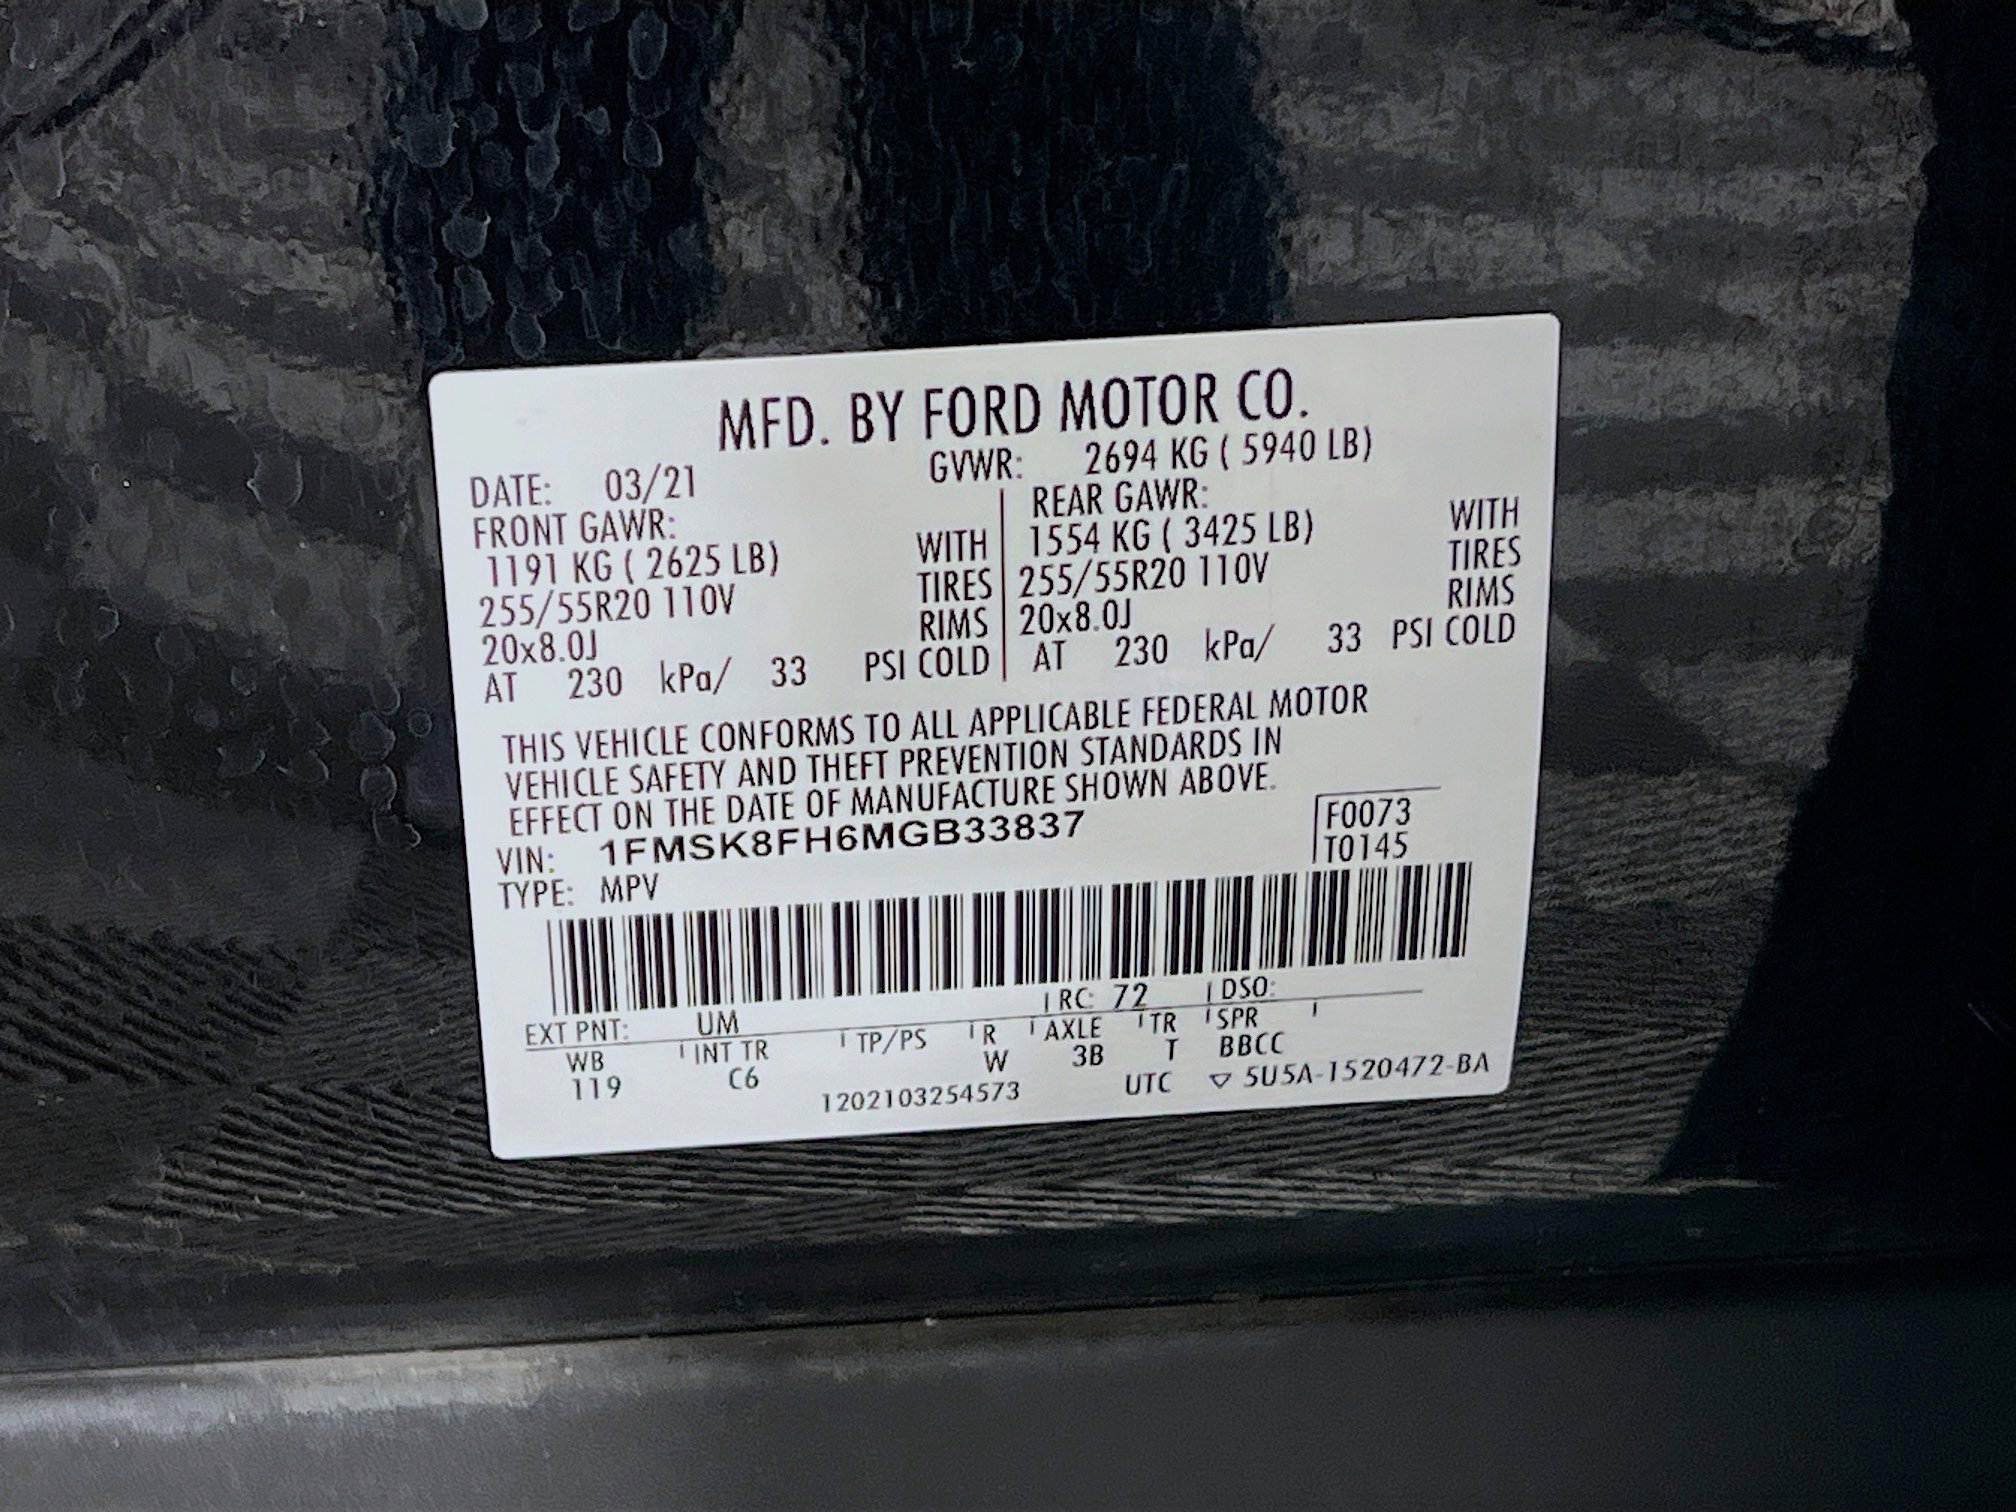 MFD. BY FORD MOTOR CO.
DATE: 03/21 GVWR: 2694 KG ( 5940 LB)
FRONT GAWR: REAR GAWR:
1191 KG ( 2625 LB) WITH 1554 KG ( 3425 LB) WITH
255/55R20 110V TIRES 255/55R20 110V TIRES
20x8.0J RIMS 20x8.0J RIMS
AT 230 kPa/ 33 PSI COLD AT 230 kPa/ 33 PSI COLD
THIS VEHICLE CONFORMS TO ALL APPLICABLE FEDERAL MOTOR
VEHICLE SAFETY AND THEFT PREVENTION STANDARDS IN
EFFECT ON THE DATE OF MANUFACTURE SHOWN ABOVE.
VIN: 1FMSK8FH6MGB33837 F0073
TYPE: MPV T0145
EXT PNT: UM RC: 72 DSO:
WB INT TR TP/PS R AXLE TR SPR
119 C6 W 3B T BBCC
1202103254573 UTC ▽ 5U5A-1520472-BA